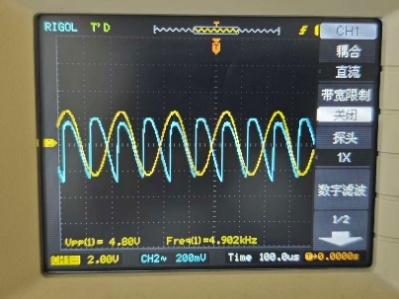 RIGOL T'D
CH1
耦合
直流
带宽限制
关闭
探头
1X
数字滤波
1/2
Vpp(1)= 4.80V Freq(1)=4.902kHz
CH1 2.00V CH2~ 200mV Time 100.0us 0.0000s